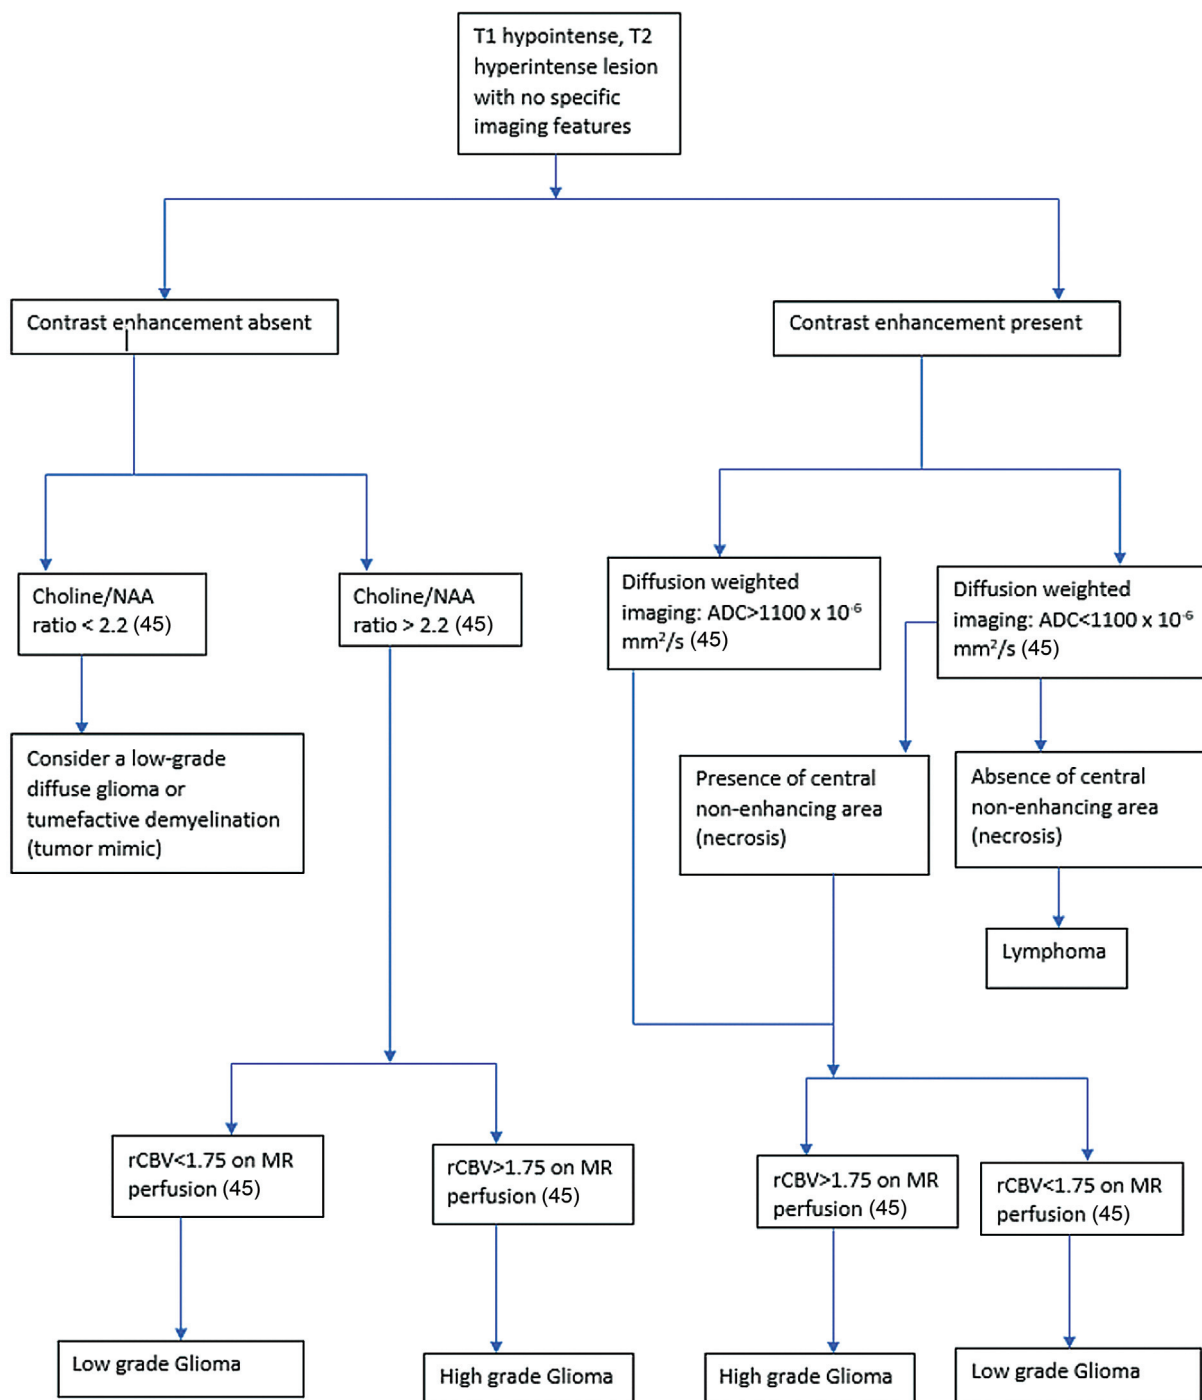 T1 hypointense, T2
hyperintense lesion
with no specific
imaging features
Contrast enhancement absent
Contrast enhancement present
Choline/NAA
ratio < 2.2 (45)
Choline/NAA
ratio > 2.2 (45)
Diffusion weighted
imaging: ADC>1100 x 10⁻⁶
mm²/s (45)
Diffusion weighted
imaging: ADC<1100 x 10⁻⁶
mm²/s (45)
Consider a low-grade
diffuse glioma or
tumefactive demyelination
(tumor mimic)
Presence of central
non-enhancing area
(necrosis)
Absence of central
non-enhancing area
(necrosis)
Lymphoma
rCBV<1.75 on MR
perfusion (45)
rCBV>1.75 on MR
perfusion (45)
rCBV>1.75 on MR
perfusion (45)
rCBV<1.75 on MR
perfusion (45)
Low grade Glioma
High grade Glioma
High grade Glioma
Low grade Glioma